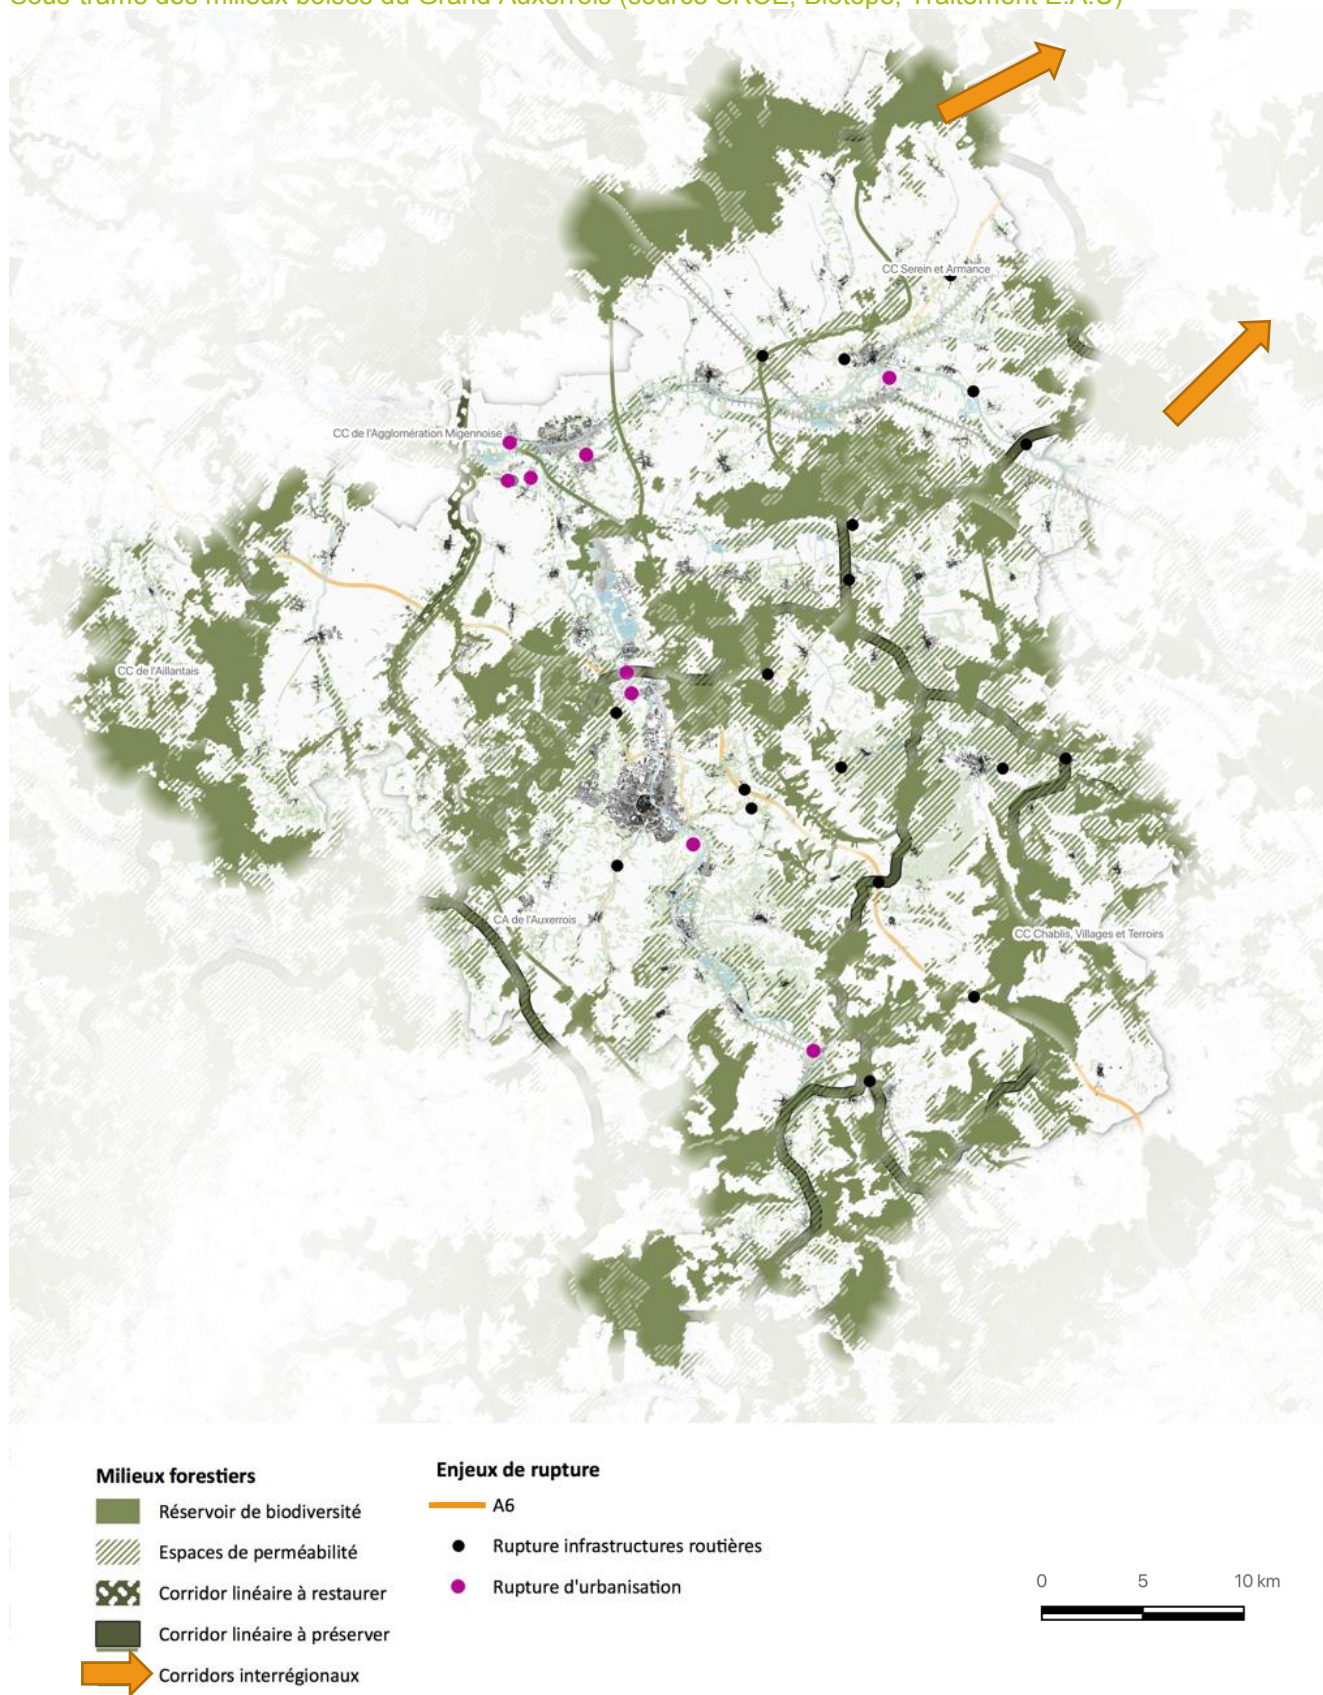 Sous-trame des milieux boisés du Grand Auxerrois (source SRCE, Biotope, Traitement E.A.U)
CC Serein et Armance
CC de l'Agglomération Migennoise
CC de l'Aillantais
CA de l'Auxerrois
CC Chablis, Villages et Terroirs
Milieux forestiers
Réservoir de biodiversité
Espaces de perméabilité
Corridor linéaire à restaurer
Corridor linéaire à préserver
Corridors interrégionaux
Enjeux de rupture
A6
Rupture infrastructures routières
Rupture d'urbanisation
0 5 10 km